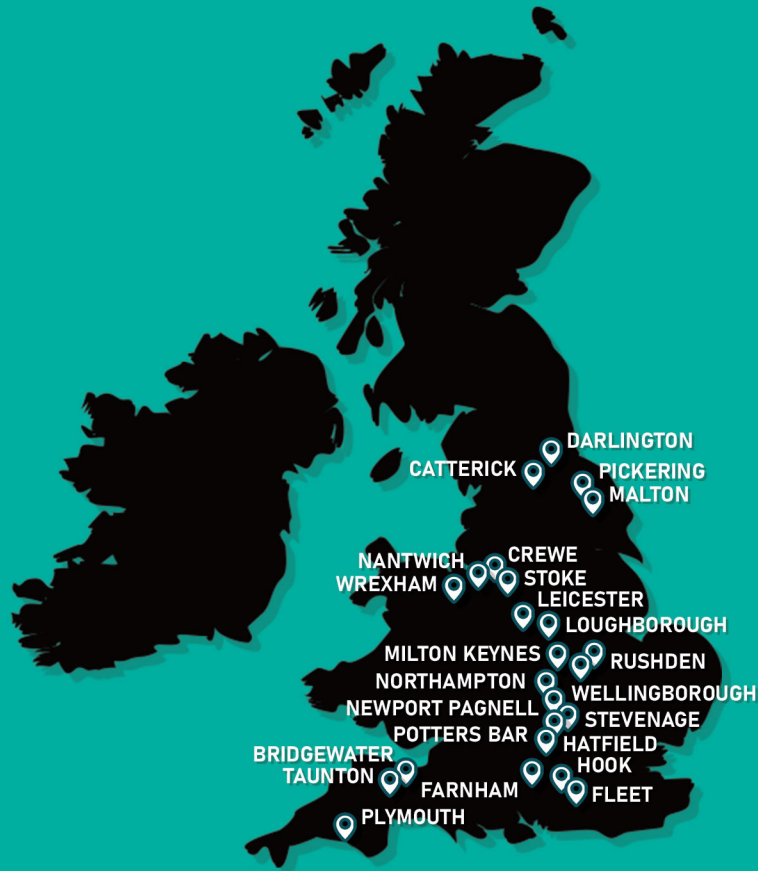 DARLINGTON
CATTERICK
PICKERING
MALTON
CREWE
NANTWICH
STOKE
WREXHAM
LEICESTER
LOUGHBOROUGH
MILTON KEYNES
RUSHDEN
NORTHAMPTON
WELLINGBOROUGH
NEWPORT PAGNELL
STEVENAGE
POTTERS BAR
HATFIELD
BRIDGEWATER
HOOK
TAUNTON
FARNHAM
FLEET
PLYMOUTH